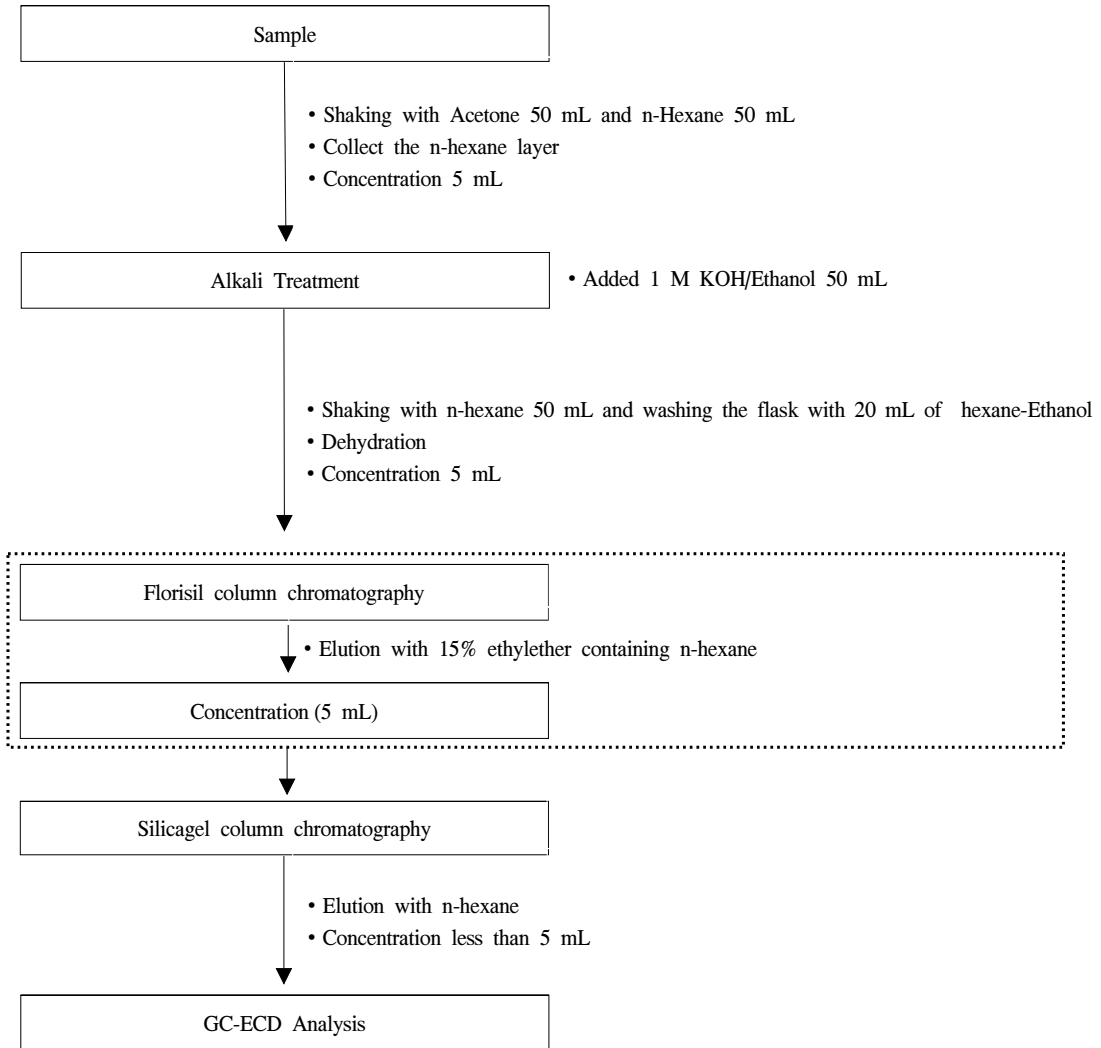 Sample
• Shaking with Acetone 50 mL and n-Hexane 50 mL
• Collect the n-hexane layer
• Concentration 5 mL
Alkali Treatment
• Added 1 M KOH/Ethanol 50 mL
• Shaking with n-hexane 50 mL and washing the flask with 20 mL of hexane-Ethanol
• Dehydration
• Concentration 5 mL
Florisil column chromatography
• Elution with 15% ethylether containing n-hexane
Concentration (5 mL)
Silicagel column chromatography
• Elution with n-hexane
• Concentration less than 5 mL
GC-ECD Analysis